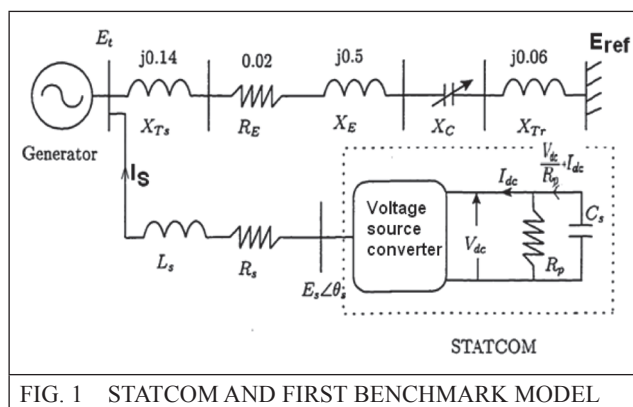 E_t
j0.14
0.02
j0.5
j0.06
E_ref
Generator
X_Ts
R_E
X_E
X_C
X_Tr
I_S
L_s
R_s
E_s∠θ_s
Voltage
source
converter
V_dc
I_dc
V_dc/R_p + I_dc
R_p
C_s
STATCOM
FIG. 1 STATCOM AND FIRST BENCHMARK MODEL